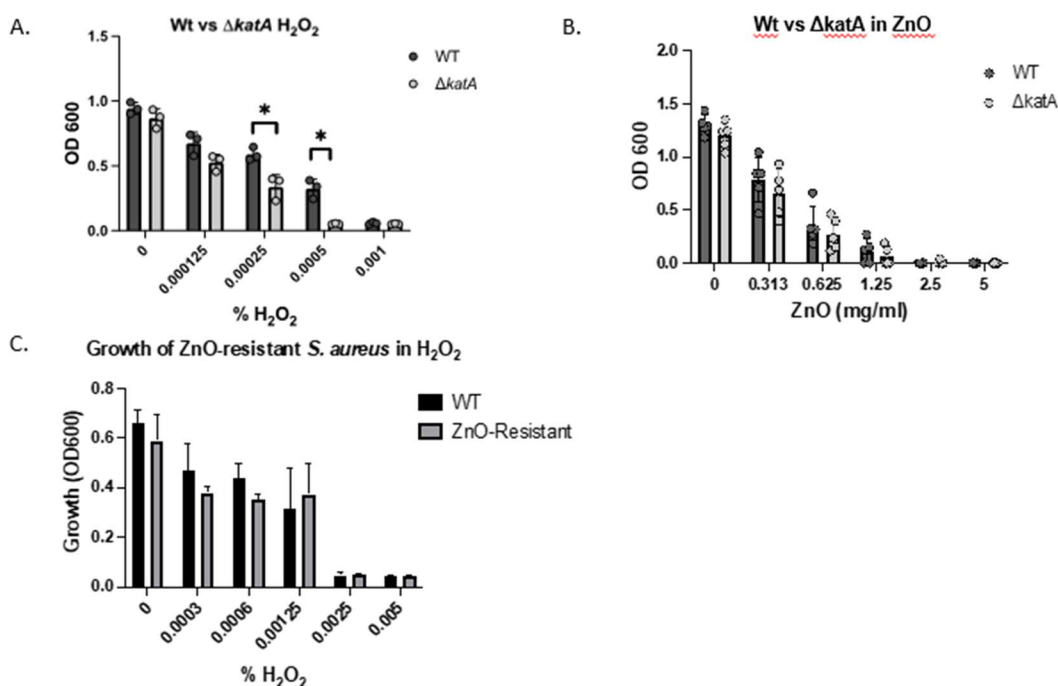 A.
Wt vs ΔkatA H₂O₂
1.5
1.0
0.5
0.0
OD 600
WT
ΔkatA
*
*
0
0.000125
0.00025
0.0005
0.001
% H₂O₂
B.
Wt vs ΔkatA in ZnO
2.0
1.5
1.0
0.5
0.0
OD 600
WT
ΔkatA
0 0.313 0.625 1.25 2.5 5
ZnO (mg/ml)
C.
Growth of ZnO-resistant S. aureus in H₂O₂
0.8
0.6
0.4
0.2
0.0
Growth (OD600)
WT
ZnO-Resistant
0
0.0003
0.0006
0.00125
0.0025
0.005
% H₂O₂